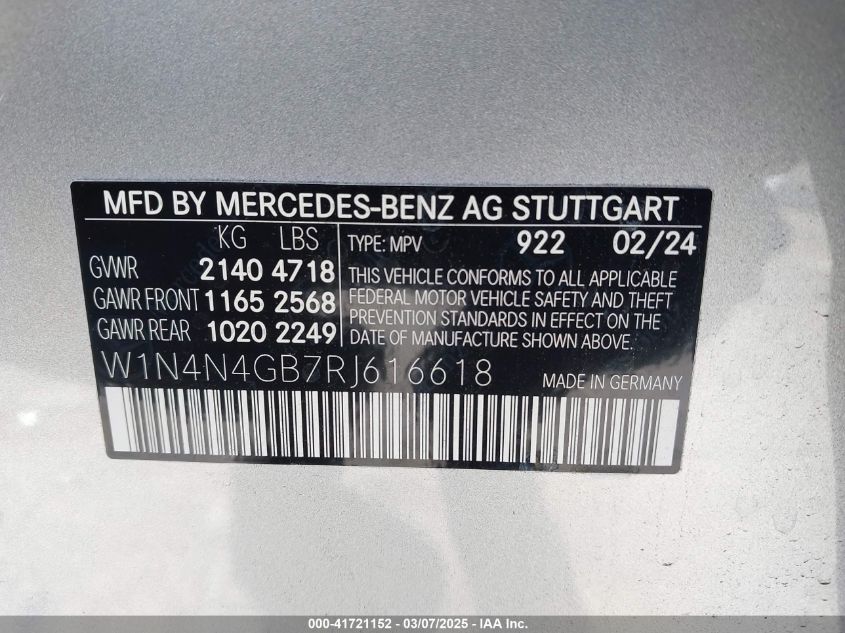 MFD BY MERCEDES-BENZ AG STUTTGART
KG LBS
GVWR 2140 4718
GAWR FRONT 1165 2568
GAWR REAR 1020 2249
TYPE: MPV 922 02/24
THIS VEHICLE CONFORMS TO ALL APPLICABLE
FEDERAL MOTOR VEHICLE SAFETY AND THEFT
PREVENTION STANDARDS IN EFFECT ON THE
DATE OF MANUFACTURE SHOWN ABOVE.
W1N4N4GB7RJ616618 MADE IN GERMANY
000-41721152 — 03/07/2025 - IAA Inc.